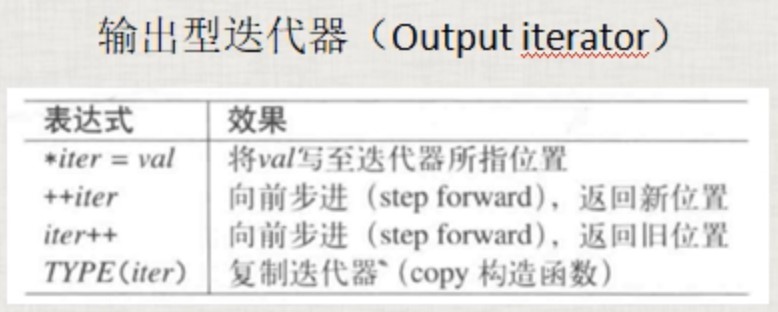 输出型迭代器（Output iterator）
表达式 效果
*iter = val 将val写至迭代器所指位置
++iter 向前步进（step forward），返回新位置
iter++ 向前步进（step forward），返回旧位置
TYPE(iter) 复制迭代器（copy 构造函数）